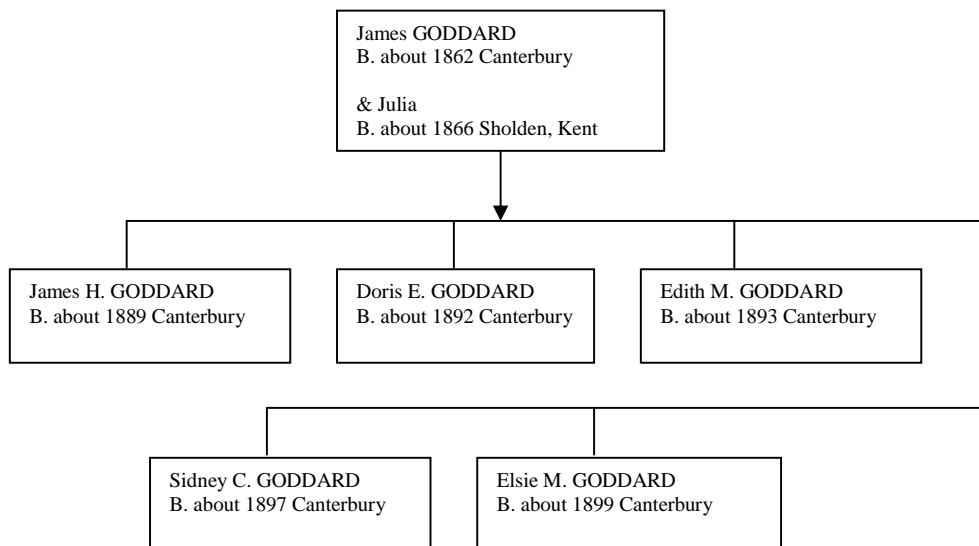 James GODDARD
B. about 1862 Canterbury
& Julia
B. about 1866 Sholden, Kent
James H. GODDARD
B. about 1889 Canterbury
Doris E. GODDARD
B. about 1892 Canterbury
Edith M. GODDARD
B. about 1893 Canterbury
Sidney C. GODDARD
B. about 1897 Canterbury
Elsie M. GODDARD
B. about 1899 Canterbury